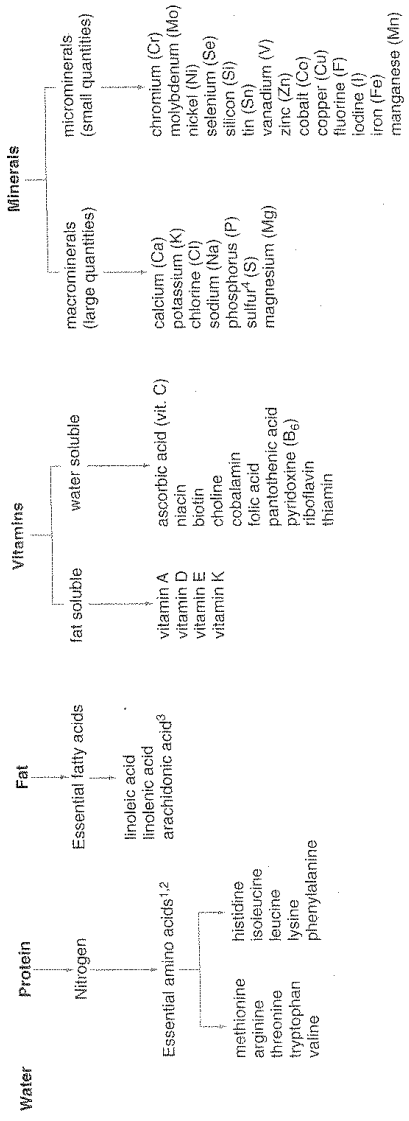 Water
Protein
Nitrogen
Essential amino acids1,2
methionine
arginine
threonine
tryptophan
valine
histidine
isoleucine
leucine
lysine
phenylalanine
Fat
Essential fatty acids
linoleic acid
linolenic acid
arachidonic acid3
Vitamins
fat soluble
vitamin A
vitamin D
vitamin E
vitamin K
water soluble
ascorbic acid (vit. C)
niacin
biotin
choline
cobalamin
folic acid
pantothenic acid
pyridoxine (B6)
riboflavin
thiamin
Minerals
macrominerals
(large quantities)
calcium (Ca)
potassium (K)
chlorine (Cl)
sodium (Na)
phosphorus (P)
sulfur4 (S)
magnesium (Mg)
microminerals
(small quantities)
chromium (Cr)
molybdenum (Mo)
nickel (Ni)
selenium (Se)
silicon (Si)
tin (Sn)
vanadium (V)
zinc (Zn)
cobalt (Co)
copper (Cu)
fluorine (F)
iodine (I)
iron (Fe)
manganese (Mn)